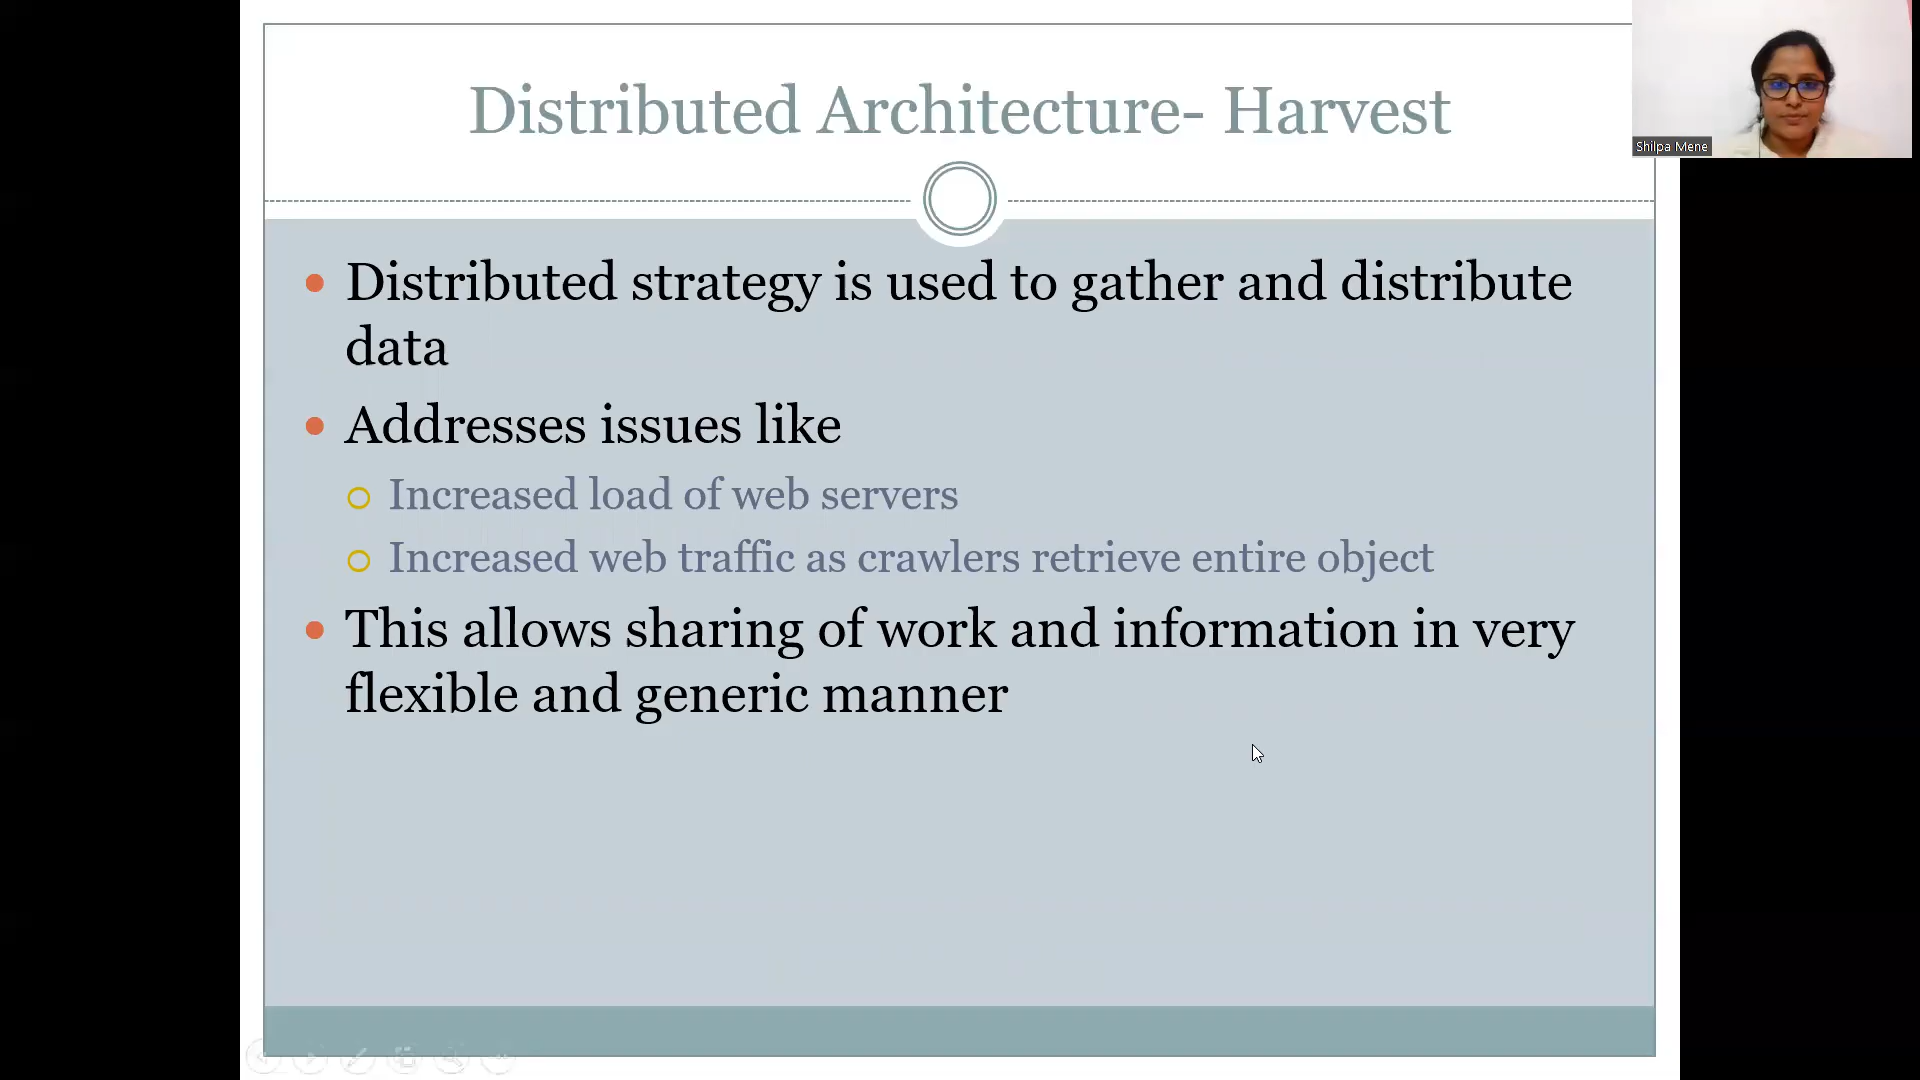 Distributed Architecture- Harvest
Shilpa Mene
Distributed strategy is used to gather and distribute
data
Addresses issues like
Increased load of web servers
Increased web traffic as crawlers retrieve entire object
This allows sharing of work and information in very
flexible and generic manner